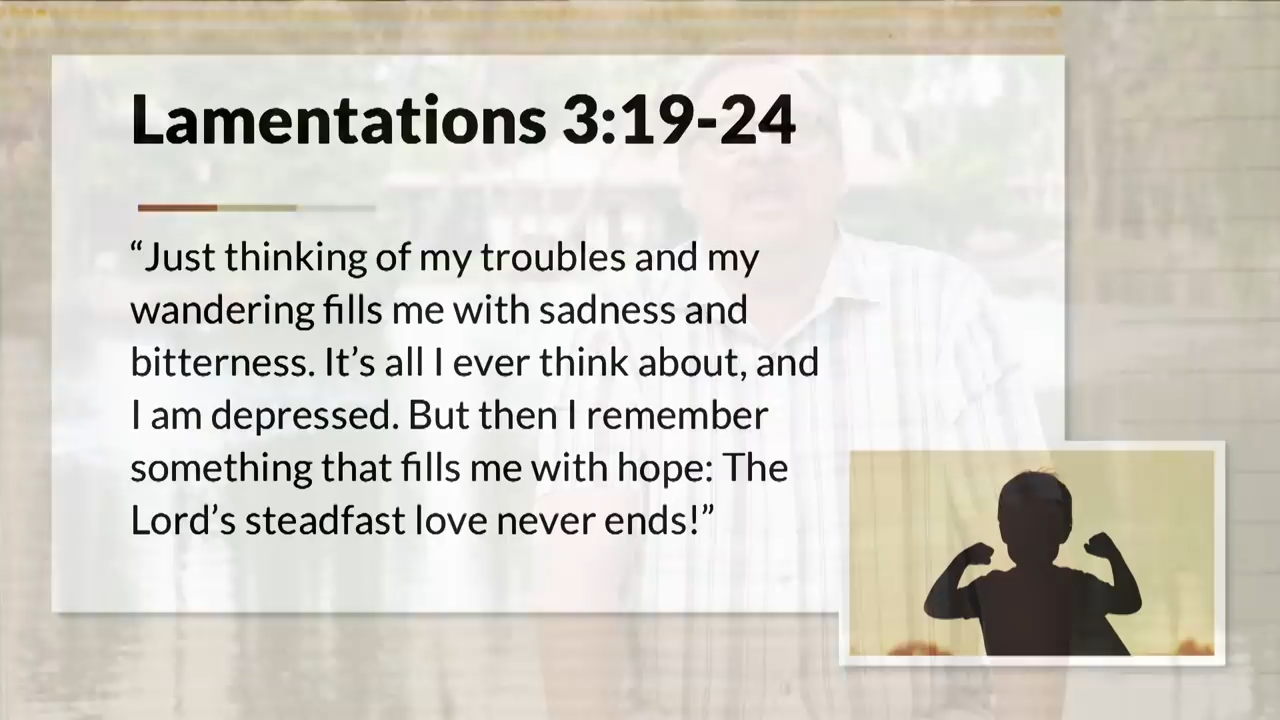 Lamentations 3:19-24
“Just thinking of my troubles and my
wandering fills me with sadness and
bitterness. It’s all I ever think about, and
I am depressed. But then I remember
something that fills me with hope: The
Lord’s steadfast love never ends!”